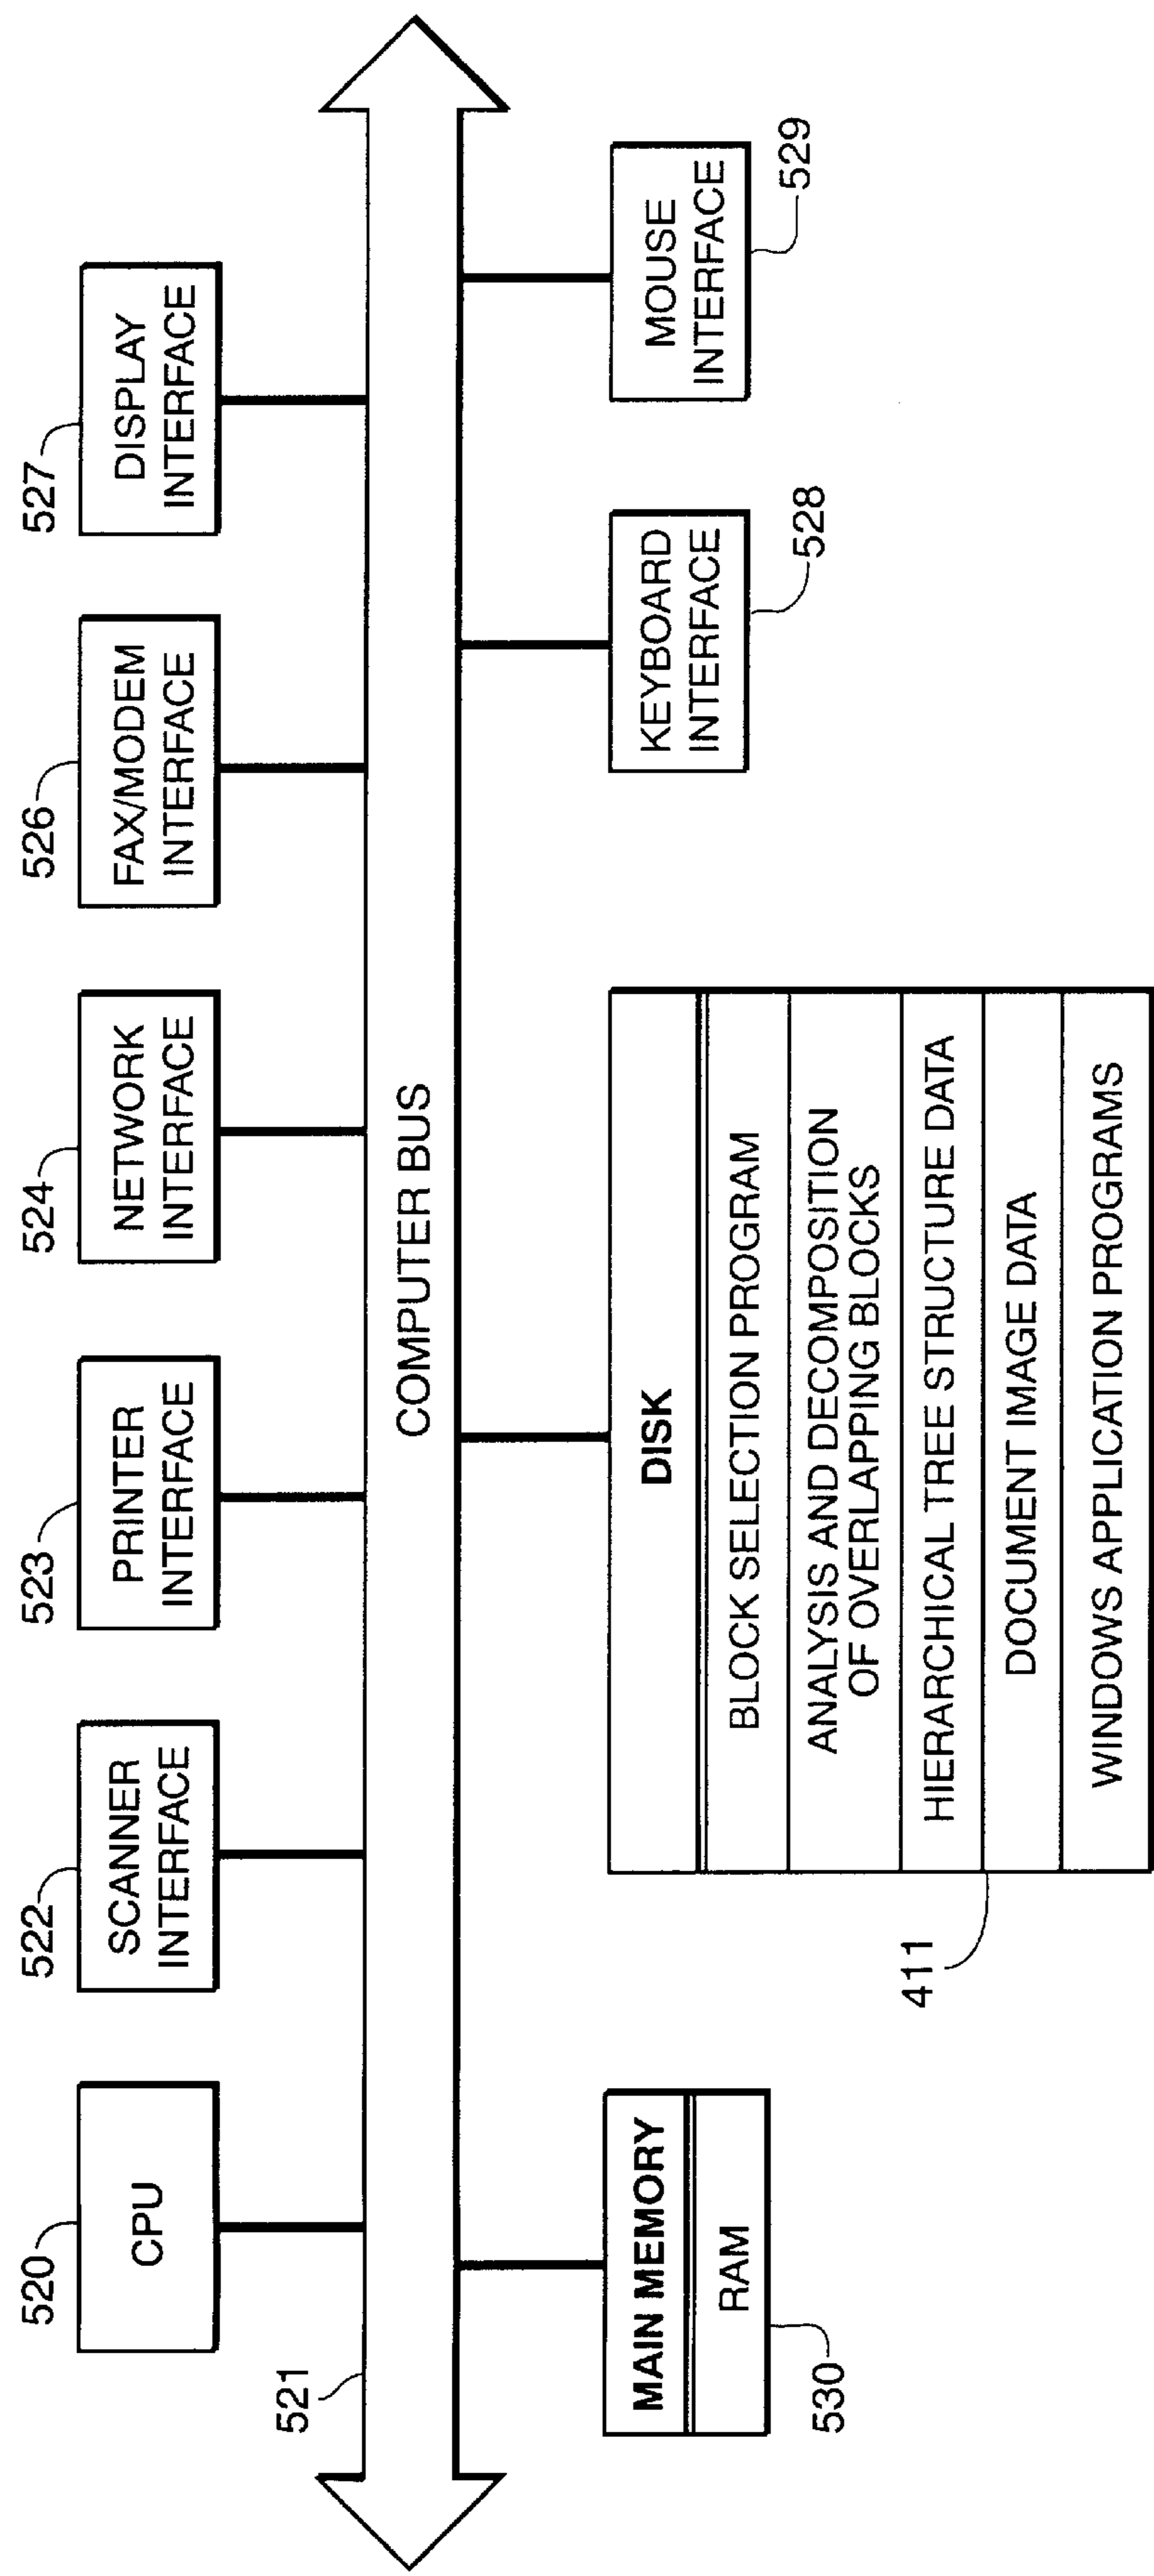 520
CPU
522
SCANNER
INTERFACE
523
PRINTER
INTERFACE
524
NETWORK
INTERFACE
526
FAX/MODEM
INTERFACE
527
DISPLAY
INTERFACE
521
COMPUTER BUS
MAIN MEMORY
RAM
530
DISK
BLOCK SELECTION PROGRAM
ANALYSIS AND DECOMPOSITION
OF OVERLAPPING BLOCKS
HIERARCHICAL TREE STRUCTURE DATA
DOCUMENT IMAGE DATA
WINDOWS APPLICATION PROGRAMS
411
KEYBOARD
INTERFACE
528
MOUSE
INTERFACE
529